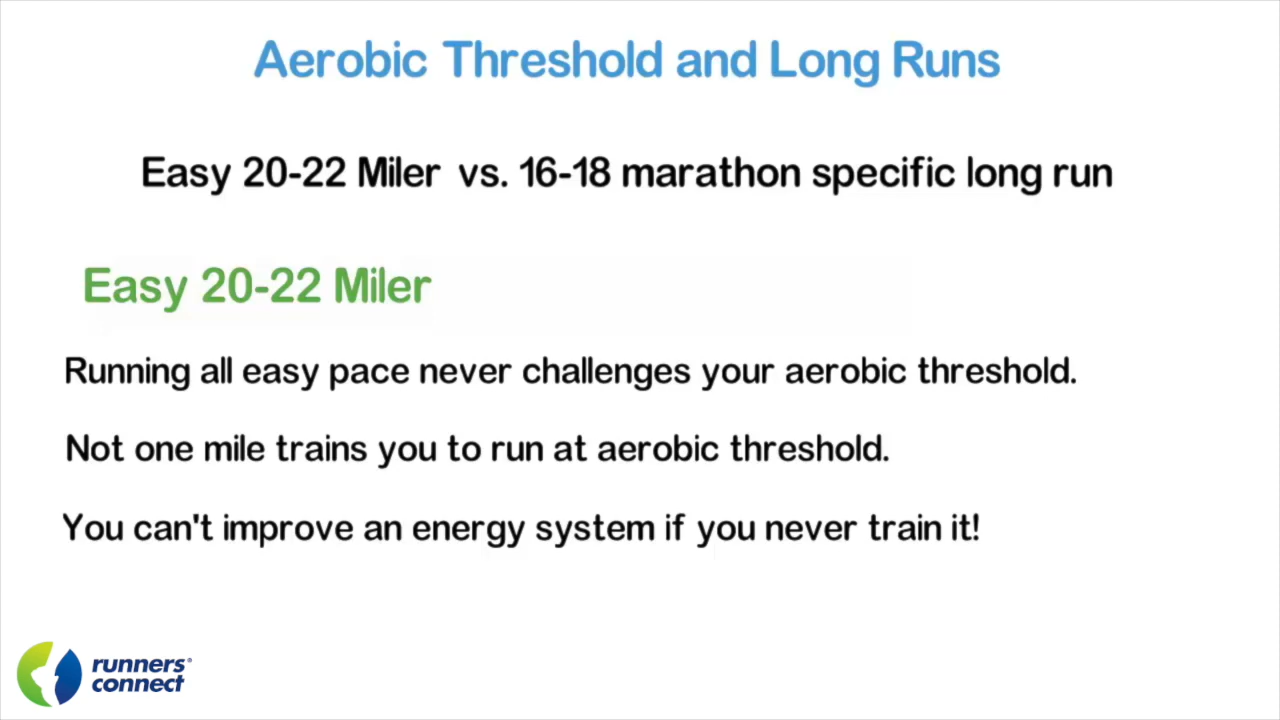 Aerobic Threshold and Long Runs
Easy 20-22 Miler vs. 16-18 marathon specific long run
Easy 20-22 Miler
Running all easy pace never challenges your aerobic threshold.
Not one mile trains you to run at aerobic threshold.
You can't improve an energy system if you never train it!
runners®
connect